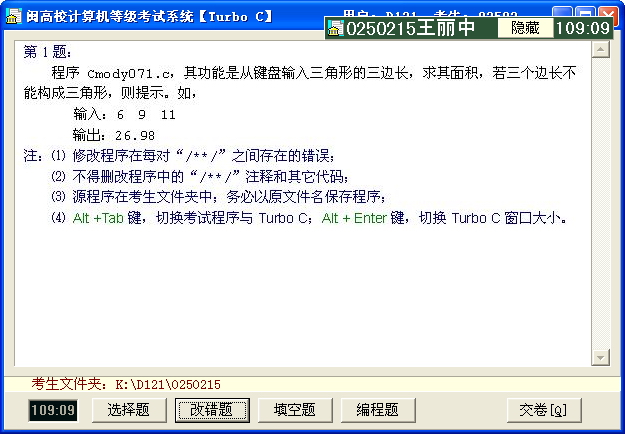 闽高校计算机等级考试系统【Turbo C】
0250215王丽中 隐藏 109:09
第 1 题:
程序 Cmody071.c，其功能是从键盘输入三角形的三边长，求其面积，若三个边长不
能构成三角形，则提示。如，
输入：6 9 11
输出：26.98
注：⑴ 修改程序在每对“/**/”之间存在的错误；
⑵ 不得删改程序中的“/**/”注释和其它代码；
⑶ 源程序在考生文件夹中；务必以原文件名保存程序；
⑷ Alt +Tab 键，切换考试程序与 Turbo C；Alt + Enter 键，切换 Turbo C 窗口大小。
考生文件夹：K:\D121\0250215
109:09 选择题 改错题 填空题 编程题 交卷[Q]